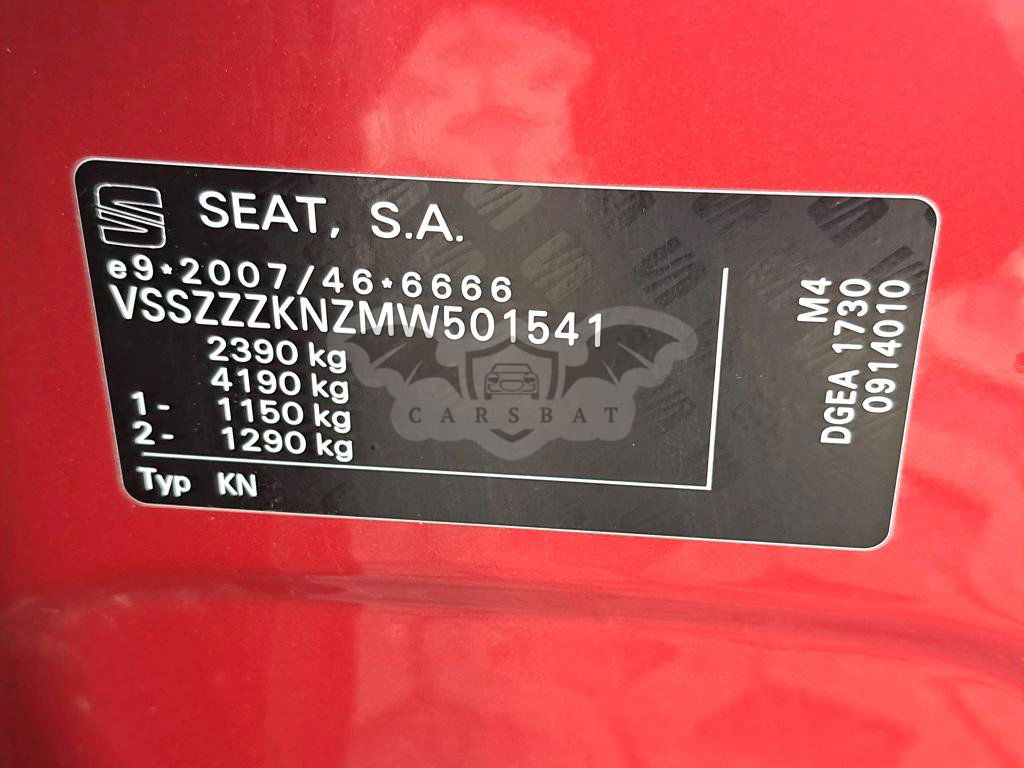 SEAT, S.A.
e9*2007/46*6666
VSSZZZKNZMW501541
2390 kg
4190 kg
1- 1150 kg
2- 1290 kg
Typ KN
M4
DGEA 1730
0914010
CARSBAT